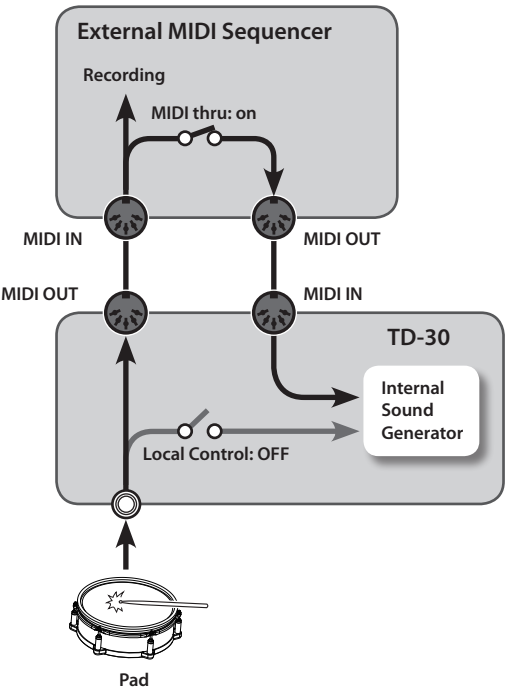 External MIDI Sequencer
Recording
MIDI thru: on
MIDI IN
MIDI OUT
MIDI OUT
MIDI IN
TD-30
Internal
Sound
Generator
Local Control: OFF
Pad